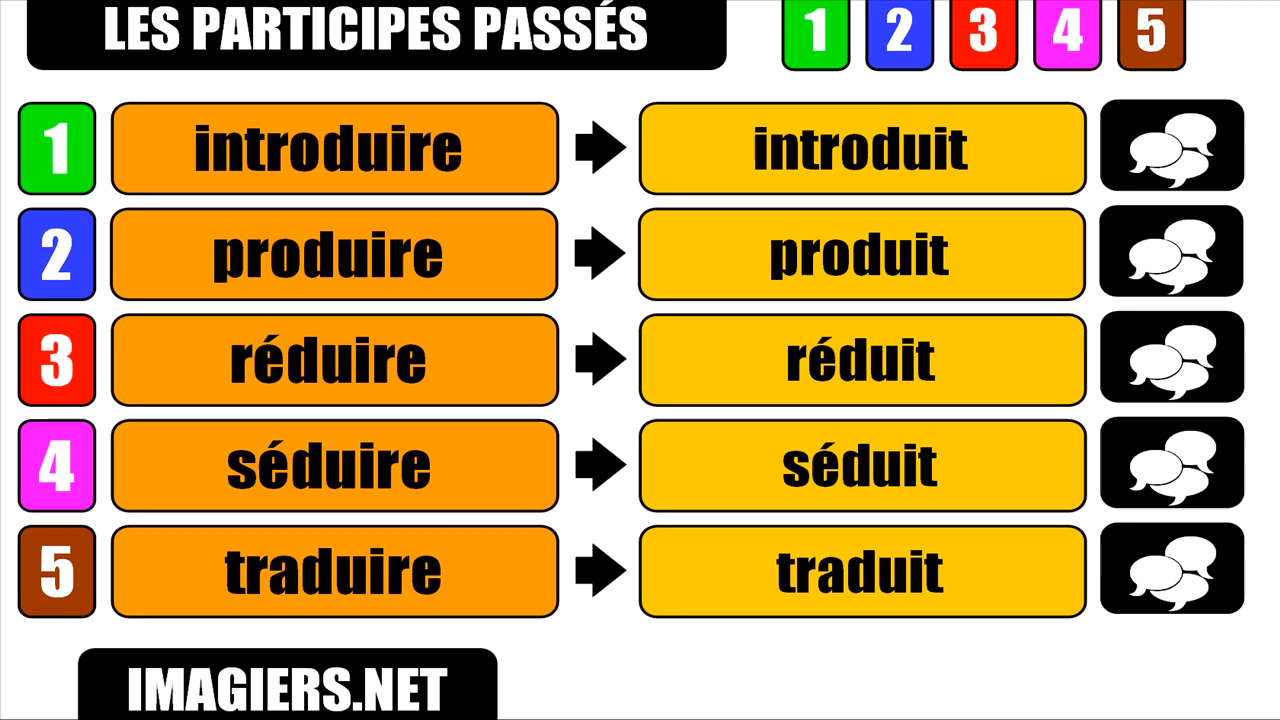 LES PARTICIPES PASSÉS 1 2 3 4 5
1 introduire introduit
2 produire produit
3 réduire réduit
4 séduire séduit
5 traduire traduit
IMAGIERS.NET